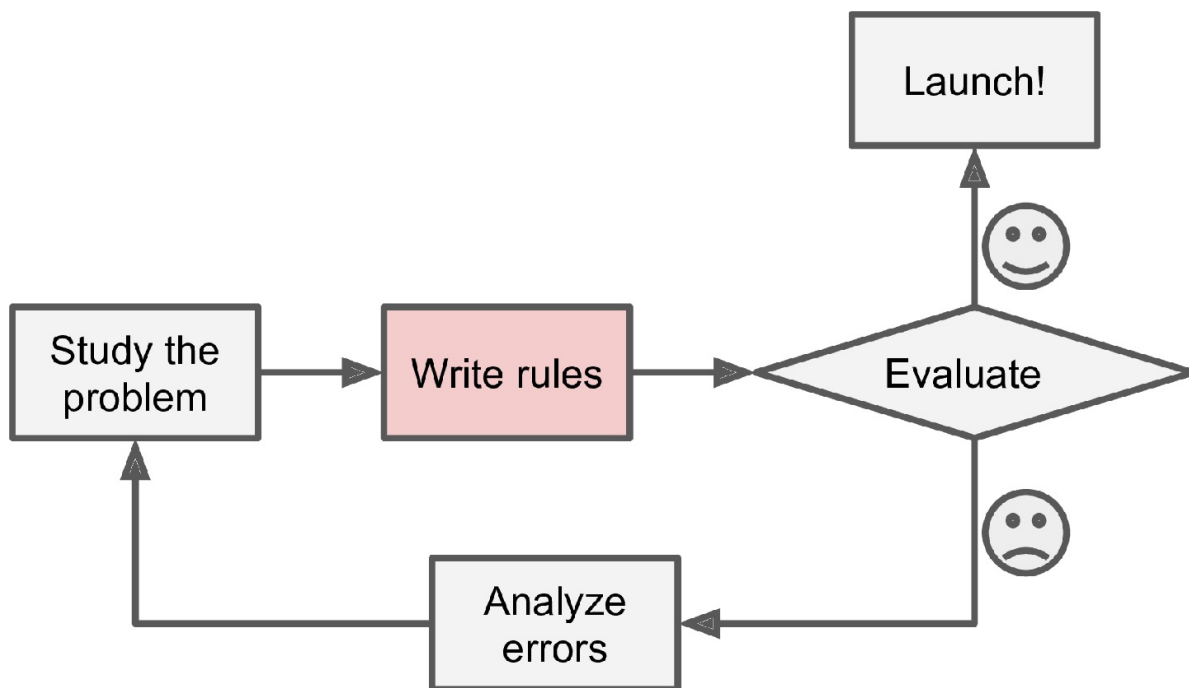 Launch!
Study the
problem
Write rules
Evaluate
Analyze
errors